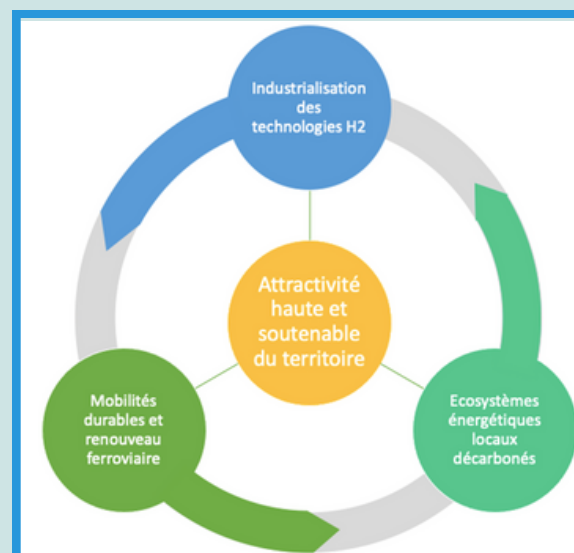 Industrialisation
des
technologies H2
Attractivité
haute et
soutenable
du territoire
Mobilités
durables et
renouveau
ferroviaire
Ecosystèmes
énergétiques
locaux
décarbonés